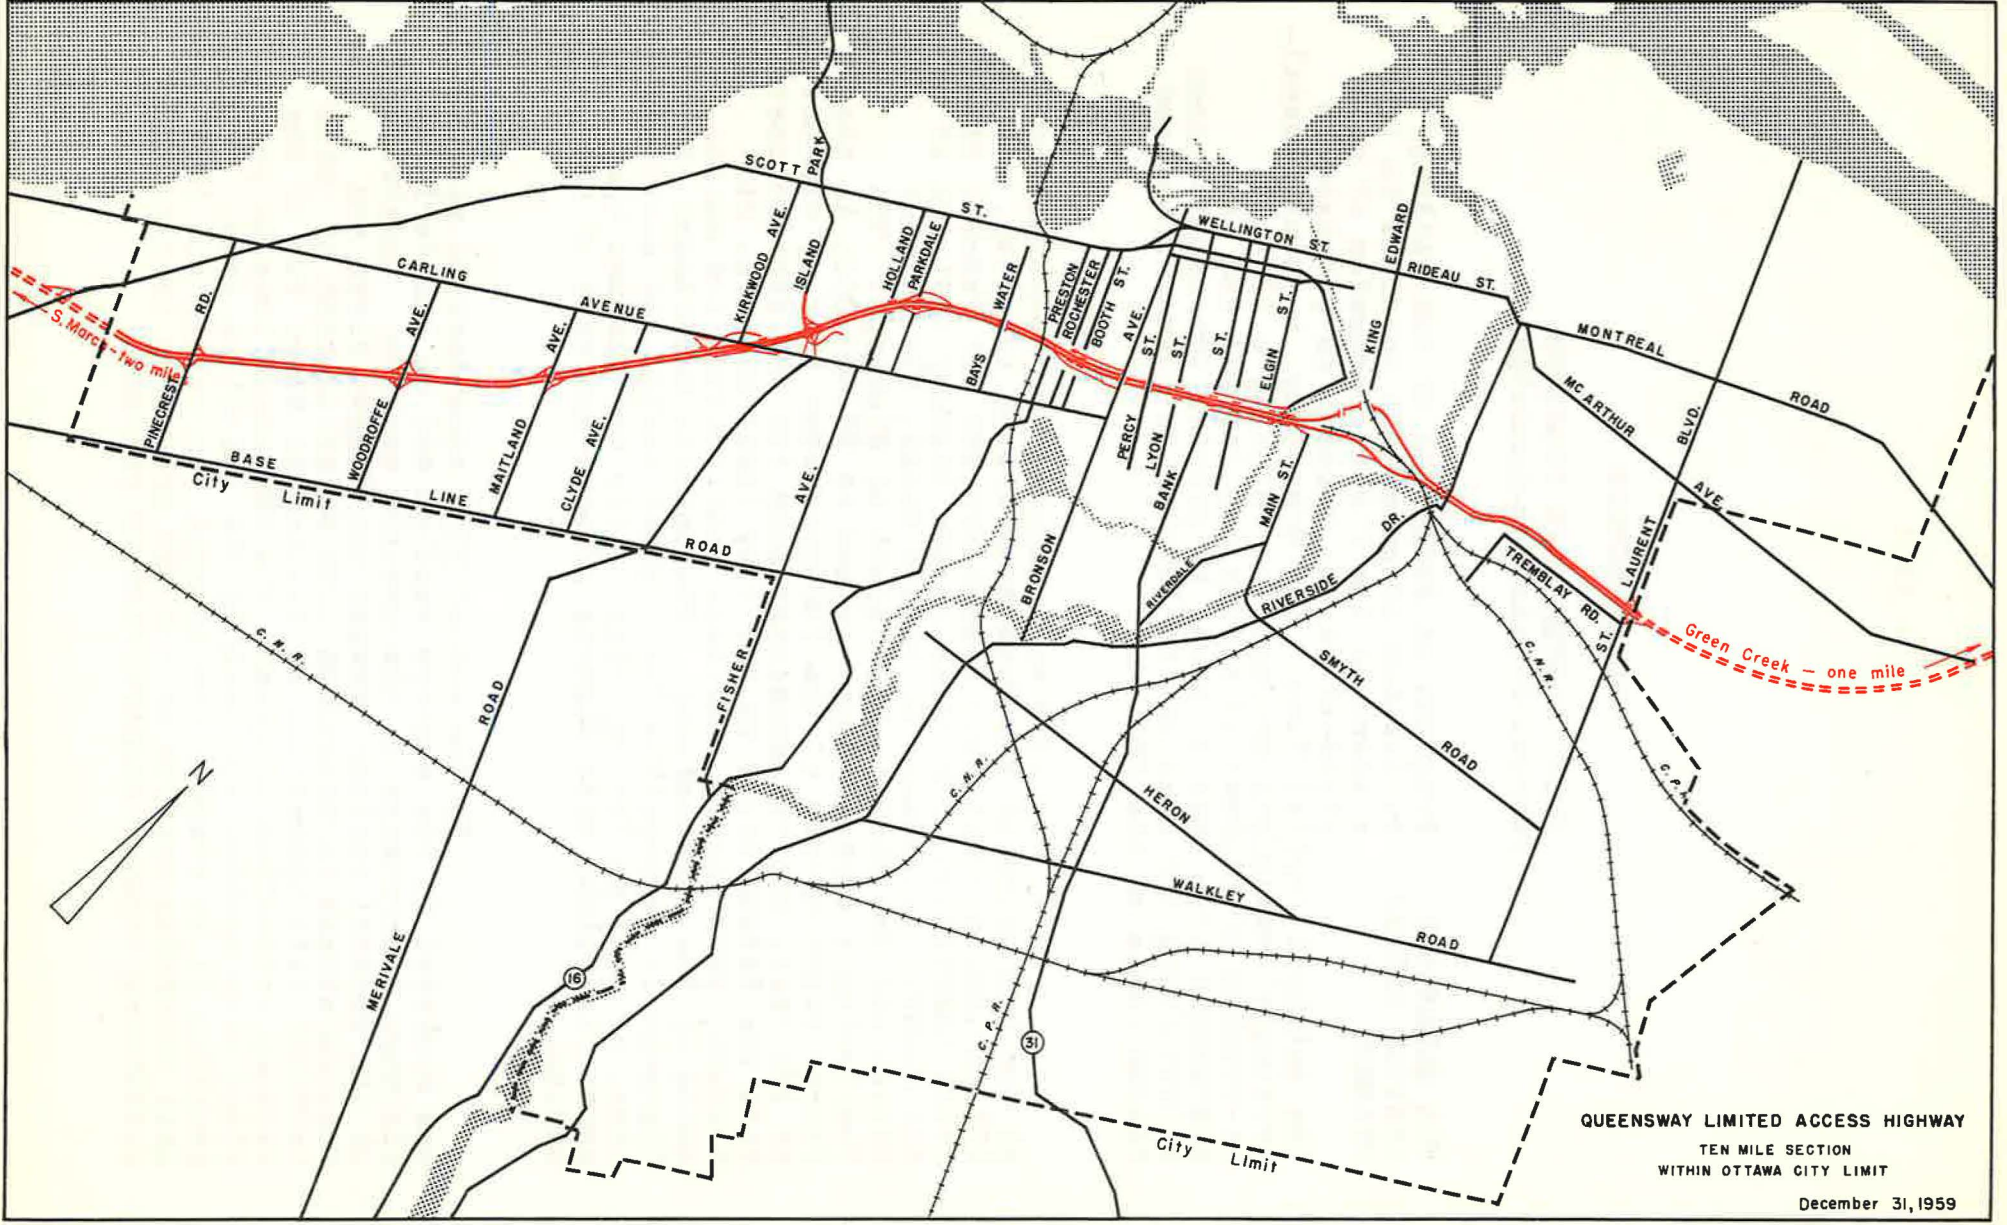 SCOTT
ST.
PARK
ISLAND
WELLINGTON ST.
RIDEAU ST.
KING
EDWARD
MONTREAL
ROAD
MC ARTHUR
AVE.
CARLING
AVENUE
KIRKWOOD AVE.
HOLLAND
PARKDALE
BAYSWATER
PRESTON
ROCHESTER
BOOTH ST.
BRONSON
AVE.
PERCY
ST.
LYON
ST.
BANK
ST.
ELGIN
ST.
MAIN ST.
S. March - two miles
PINECREST
RD.
WOODROFFE
AVE.
MAITLAND
AVE.
CLYDE AVE.
FISHER
AVE.
BASE
LINE
ROAD
City Limit
MERIVALE
ROAD
C. N. R.
RIVERDALE
RIVERSIDE
DR.
TREMBLAY RD.
ST.
LAURENT
BLVD.
Green Creek — one mile
SMYTH
ROAD
C. N. R.
C. N. R.
C. P. R.
HERON
WALKLEY
ROAD
C. P. R.
16
31
N
City Limit
QUEENSWAY LIMITED ACCESS HIGHWAY
TEN MILE SECTION
WITHIN OTTAWA CITY LIMIT
December 31, 1959